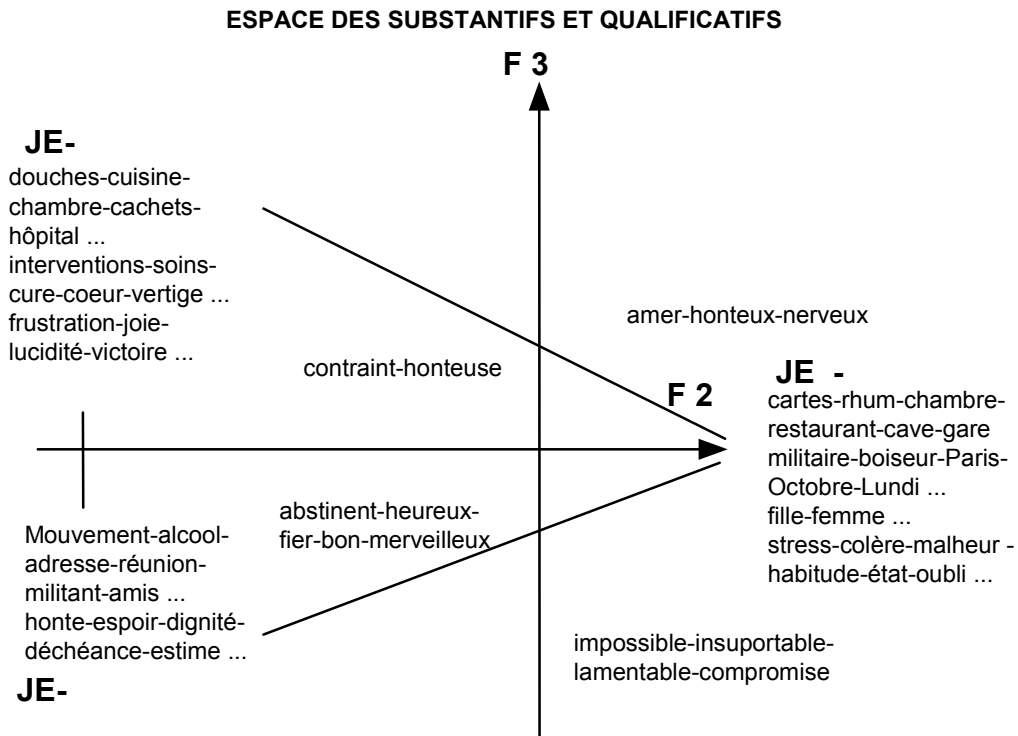 ESPACE DES SUBSTANTIFS ET QUALIFICATIFS
F 3
JE-
douches-cuisine-
chambre-cachets-
hôpital ...
interventions-soins-
cure-coeur-vertige ...
frustration-joie-
lucidité-victoire ...
amer-honteux-nerveux
contraint-honteuse
F 2
JE -
cartes-rhum-chambre-
restaurant-cave-gare
militaire-boiseur-Paris-
Octobre-Lundi ...
fille-femme ...
stress-colère-malheur -
habitude-état-oubli ...
abstinent-heureux-
fier-bon-merveilleux
Mouvement-alcool-
adresse-réunion-
militant-amis ...
honte-espoir-dignité-
déchéance-estime ...
JE-
impossible-insuportable-
lamentable-compromise